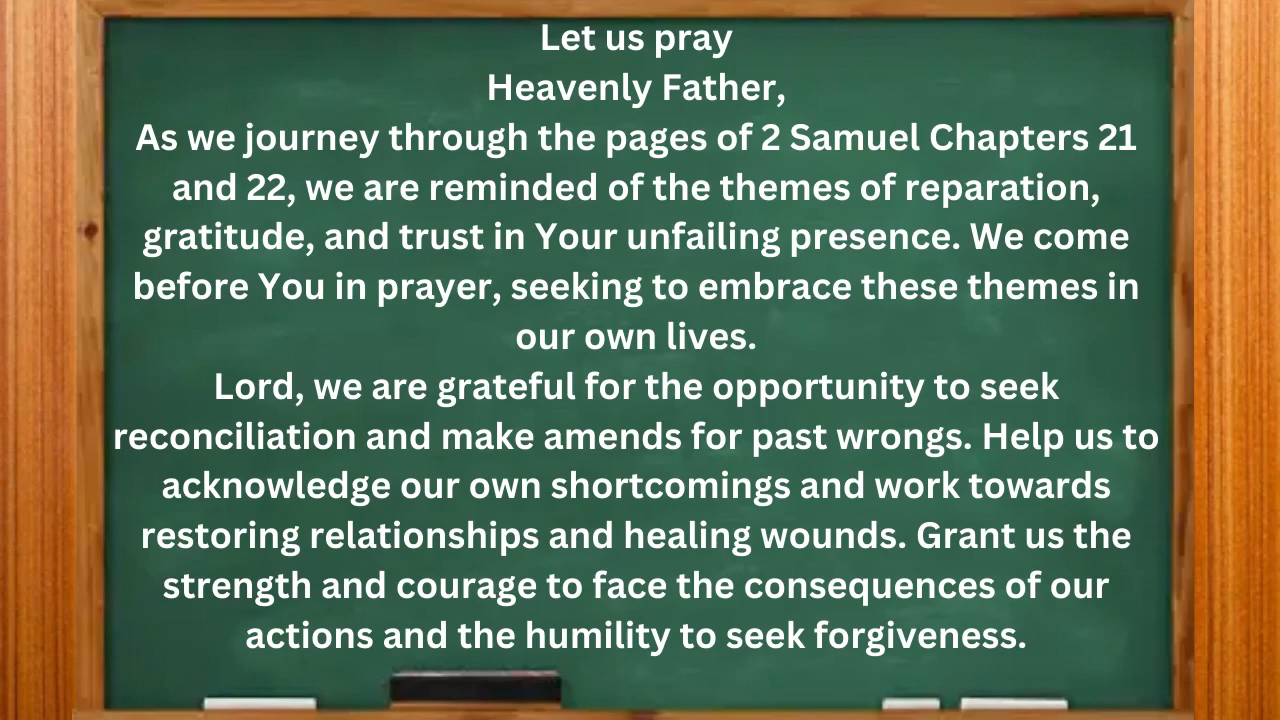 Let us pray
Heavenly Father,
As we journey through the pages of 2 Samuel Chapters 21
and 22, we are reminded of the themes of reparation,
gratitude, and trust in Your unfailing presence. We come
before You in prayer, seeking to embrace these themes in
our own lives.
Lord, we are grateful for the opportunity to seek
reconciliation and make amends for past wrongs. Help us to
acknowledge our own shortcomings and work towards
restoring relationships and healing wounds. Grant us the
strength and courage to face the consequences of our
actions and the humility to seek forgiveness.